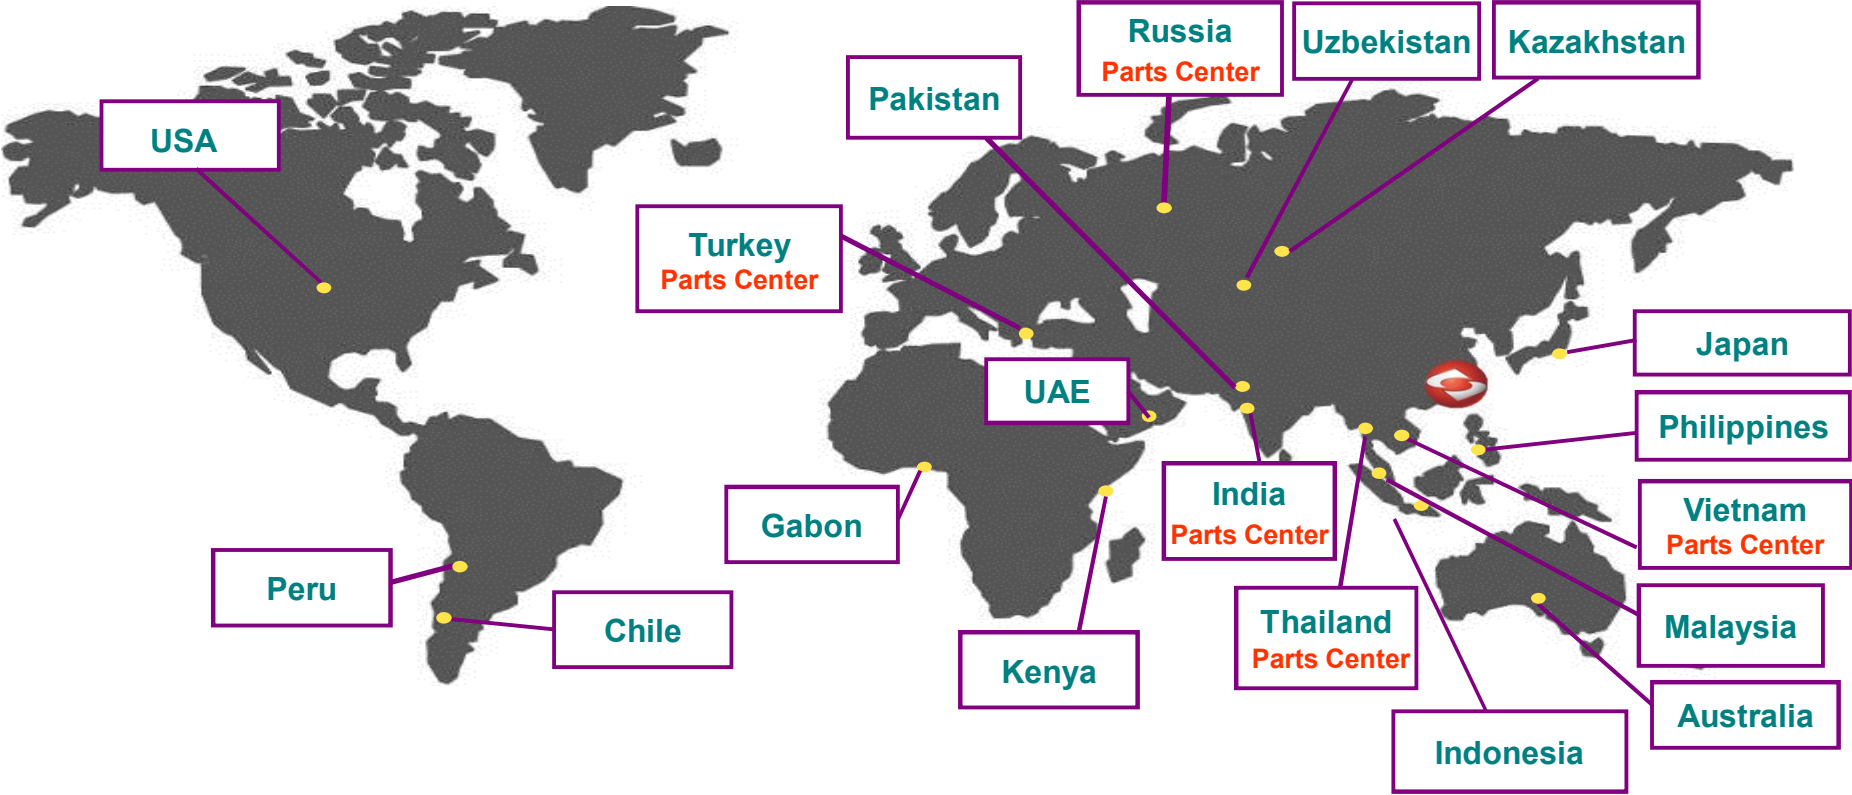 Russia
Parts Center
Uzbekistan
Kazakhstan
Pakistan
USA
Turkey
Parts Center
Japan
UAE
Philippines
India
Parts Center
Gabon
Vietnam
Parts Center
Peru
Chile
Thailand
Parts Center
Malaysia
Kenya
Australia
Indonesia